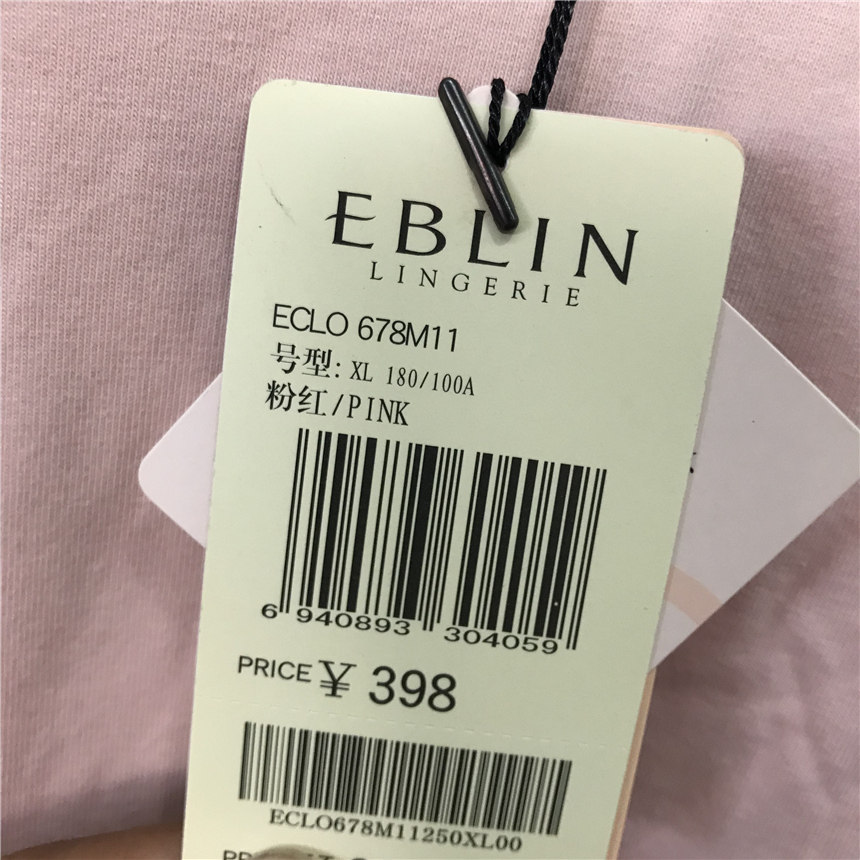 EBLIN
LINGERIE
ECLO 678M11
号型: XL 180/100A
粉红/PINK
6 940893 304059
PRICE ¥ 398
ECLO678M11250XL00